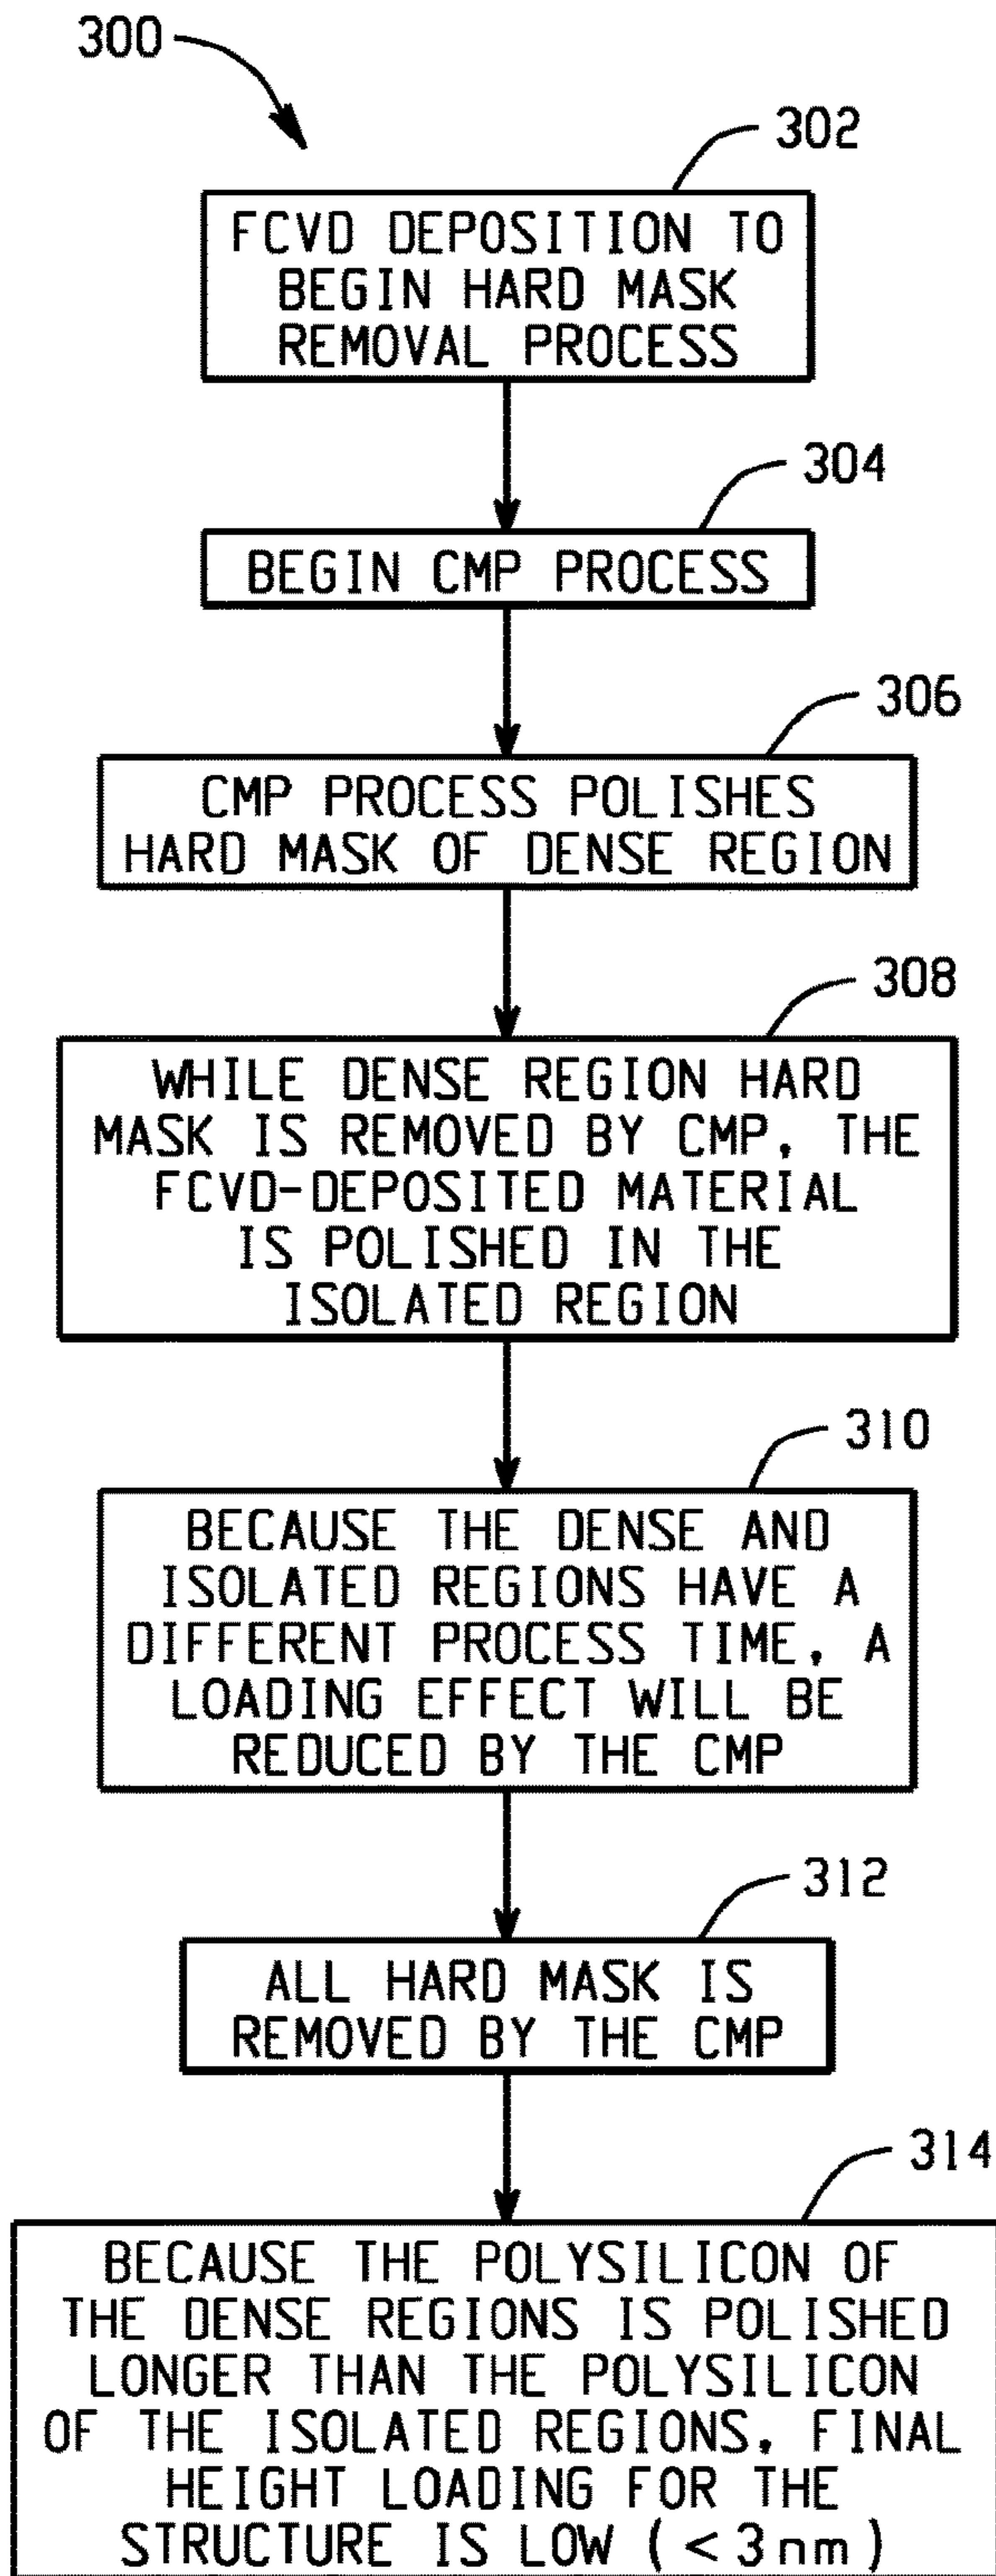 300
302
FCVD DEPOSITION TO
BEGIN HARD MASK
REMOVAL PROCESS
304
BEGIN CMP PROCESS
306
CMP PROCESS POLISHES
HARD MASK OF DENSE REGION
308
WHILE DENSE REGION HARD
MASK IS REMOVED BY CMP, THE
FCVD-DEPOSITED MATERIAL
IS POLISHED IN THE
ISOLATED REGION
310
BECAUSE THE DENSE AND
ISOLATED REGIONS HAVE A
DIFFERENT PROCESS TIME, A
LOADING EFFECT WILL BE
REDUCED BY THE CMP
312
ALL HARD MASK IS
REMOVED BY THE CMP
314
BECAUSE THE POLYSILICON OF
THE DENSE REGIONS IS POLISHED
LONGER THAN THE POLYSILICON
OF THE ISOLATED REGIONS, FINAL
HEIGHT LOADING FOR THE
STRUCTURE IS LOW (<3nm)